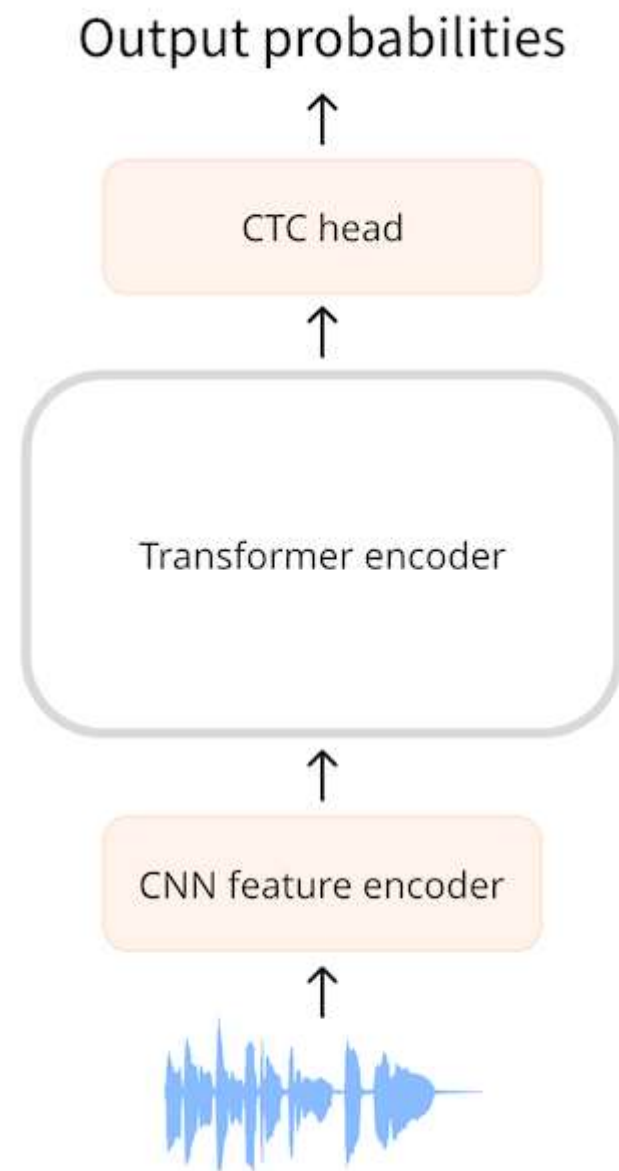 Output probabilities
CTC head
Transformer encoder
CNN feature encoder